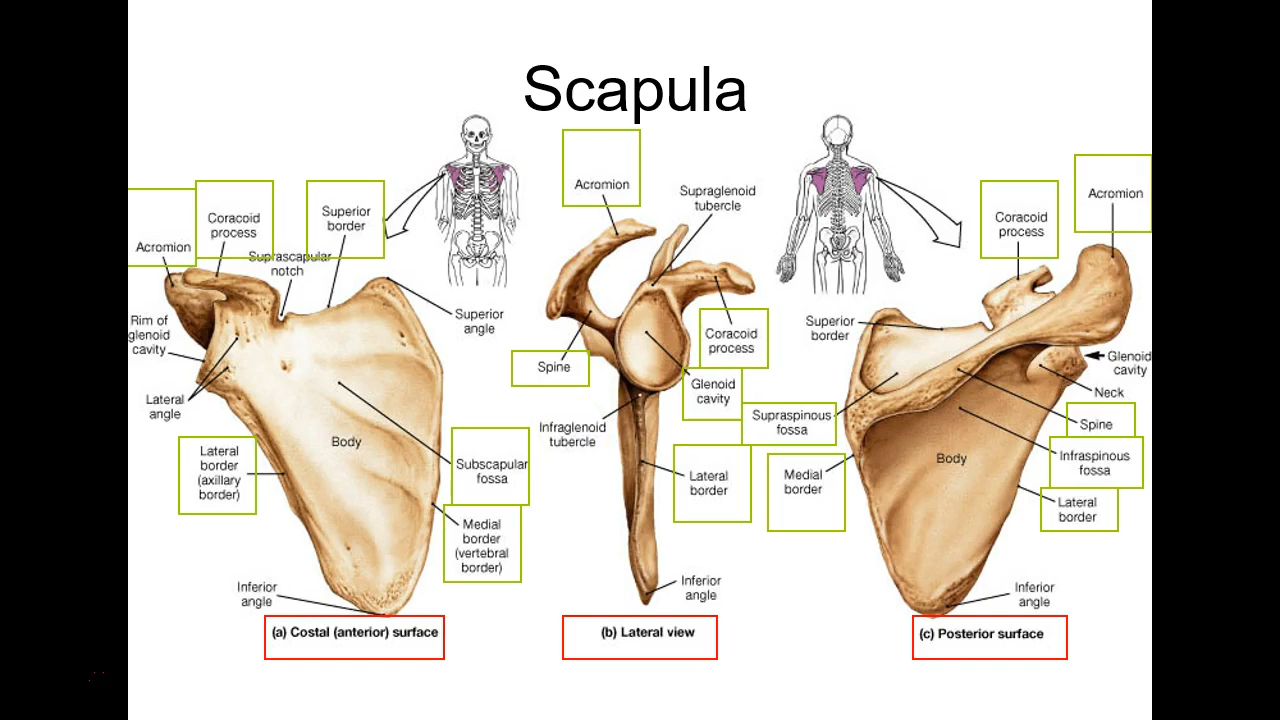 Scapula
Acromion
Coracoid
process
Superior
border
Suprascapular
notch
Superior
angle
Rim of
glenoid
cavity
Lateral
angle
Lateral
border
(axillary
border)
Body
Subscapular
fossa
Medial
border
(vertebral
border)
Inferior
angle
(a) Costal (anterior) surface
Acromion
Supraglenoid
tubercle
Spine
Coracoid
process
Glenoid
cavity
Infraglenoid
tubercle
Lateral
border
Inferior
angle
(b) Lateral view
Coracoid
process
Acromion
Superior
border
Glenoid
cavity
Neck
Supraspinous
fossa
Spine
Infraspinous
fossa
Body
Medial
border
Lateral
border
Inferior
angle
(c) Posterior surface